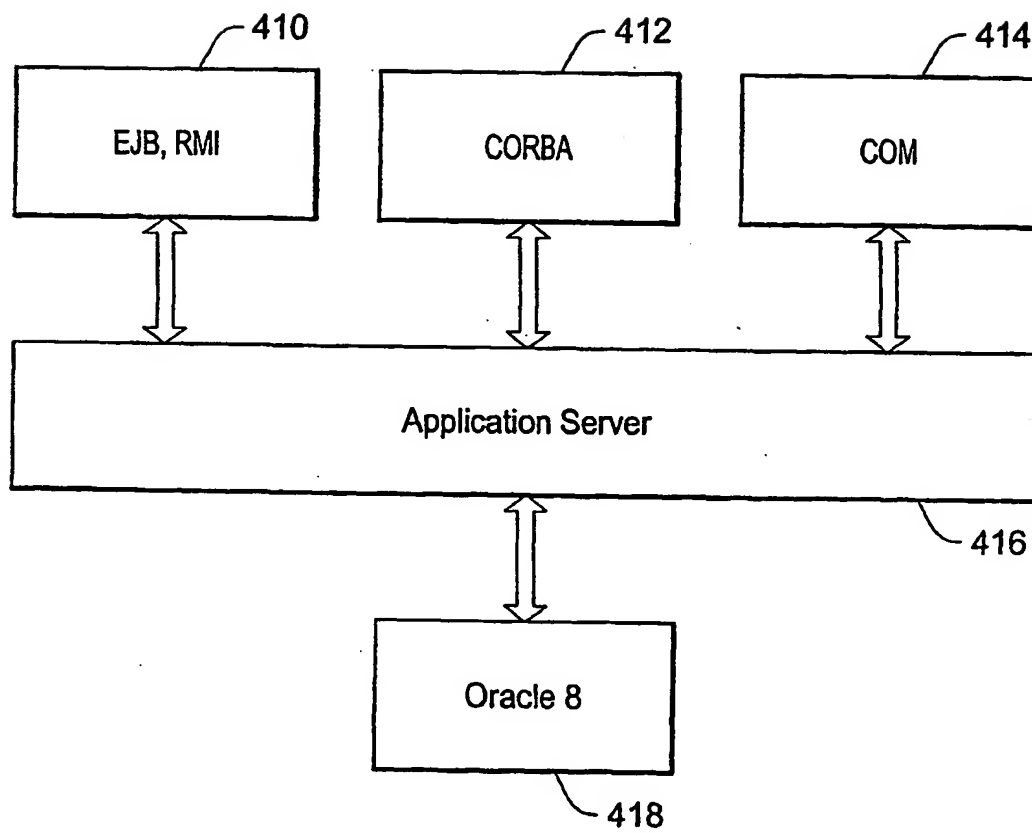 410
412
414
EJB, RMI
CORBA
COM
Application Server
416
Oracle 8
418